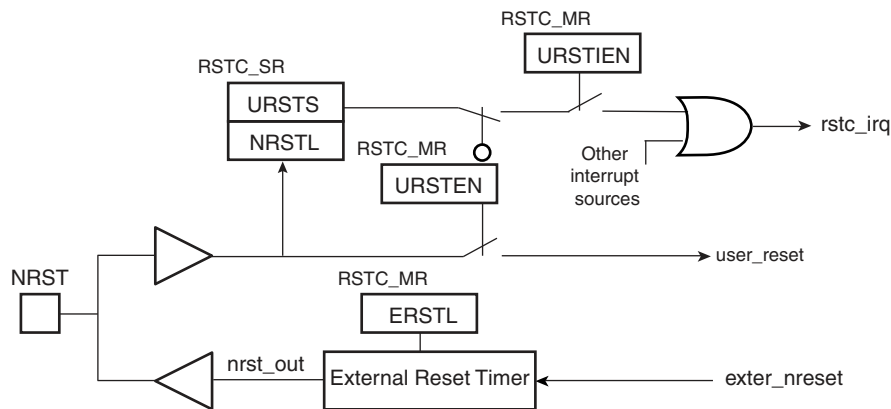 RSTC_MR
URSTIEN
RSTC_SR
URSTS
NRSTL
rstc_irq
RSTC_MR
URSTEN
Other
interrupt
sources
user_reset
NRST
RSTC_MR
ERSTL
nrst_out
External Reset Timer
exter_nreset